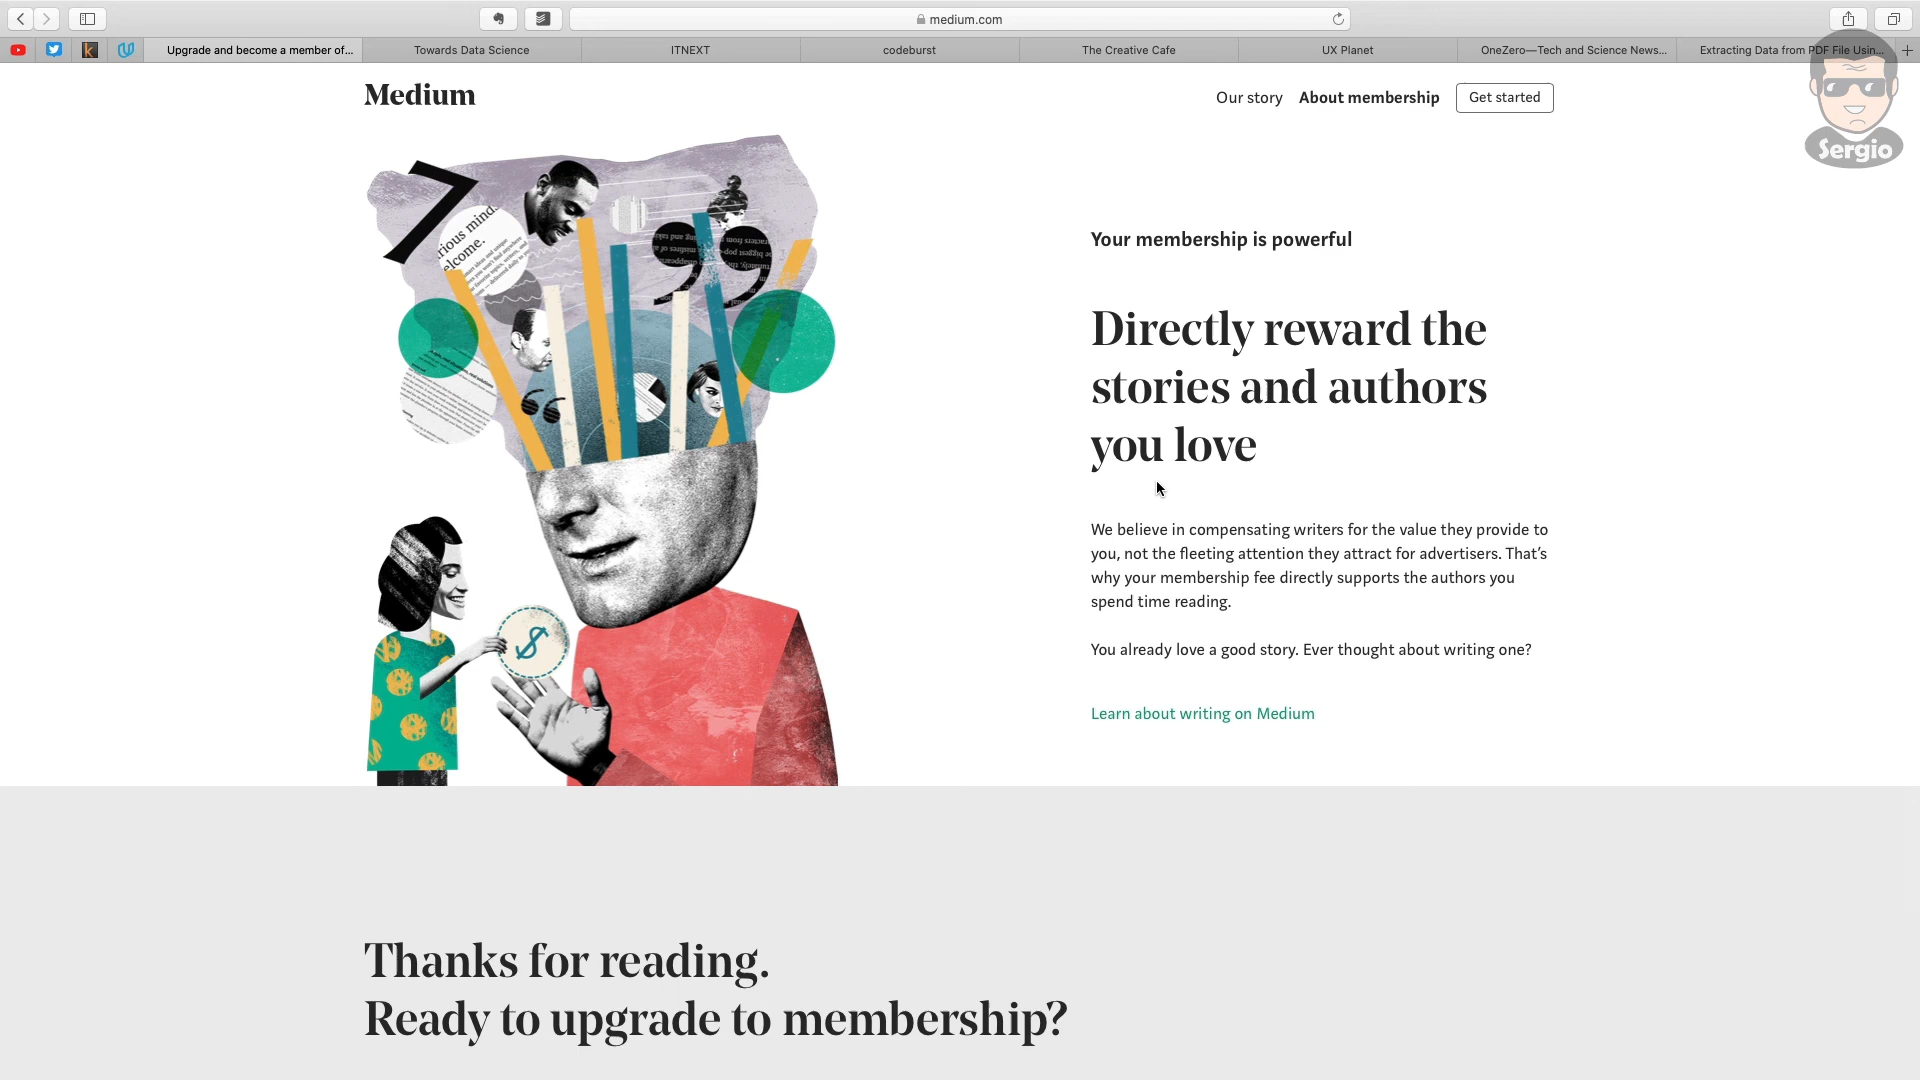 medium.com
Upgrade and become a member of...
Towards Data Science
ITNEXT
codeburst
The Creative Cafe
UX Planet
OneZero—Tech and Science News...
Extracting Data from PDF File Usin...
Medium
Our story
About membership
Get started
Sergio
rious minds
elcome.
Your membership is powerful
Directly reward the
stories and authors
you love
We believe in compensating writers for the value they provide to
you, not the fleeting attention they attract for advertisers. That’s
why your membership fee directly supports the authors you
spend time reading.
You already love a good story. Ever thought about writing one?
$
Learn about writing on Medium
Thanks for reading.
Ready to upgrade to membership?